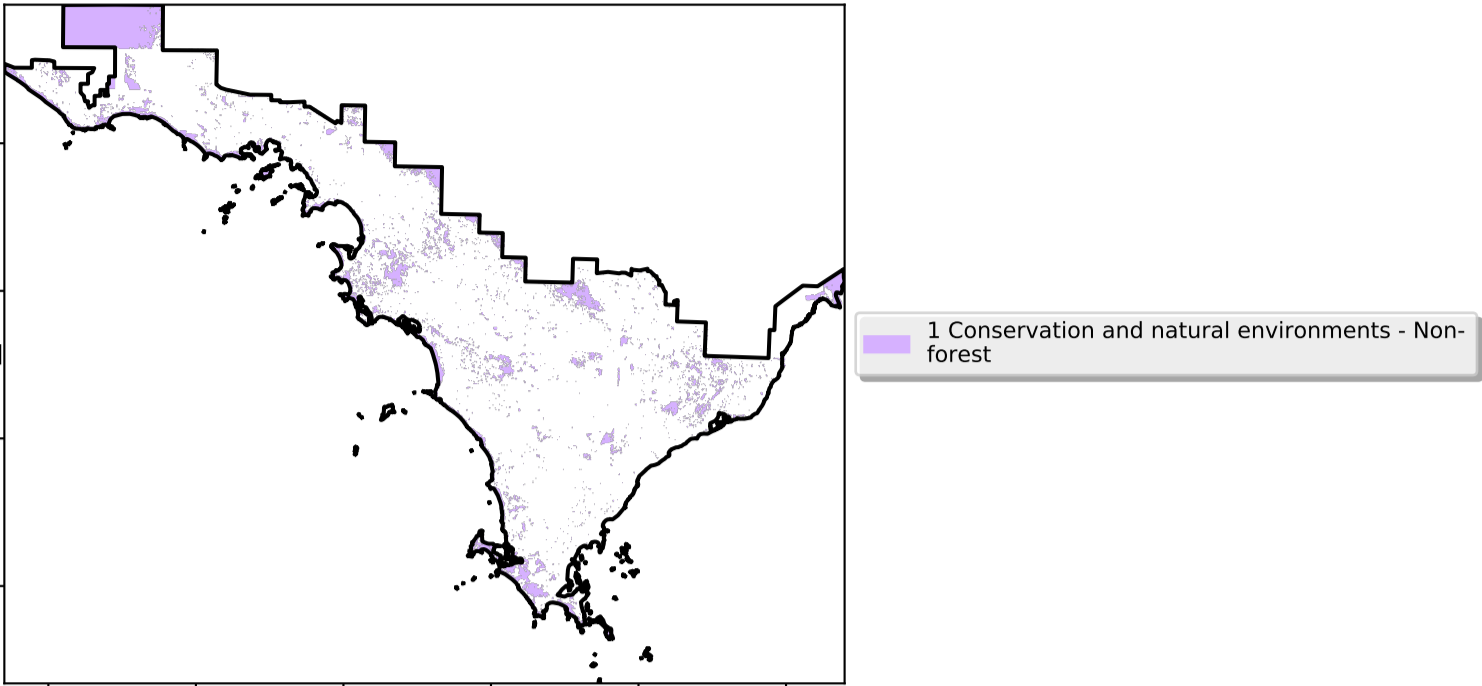 1 Conservation and natural environments - Non-
forest